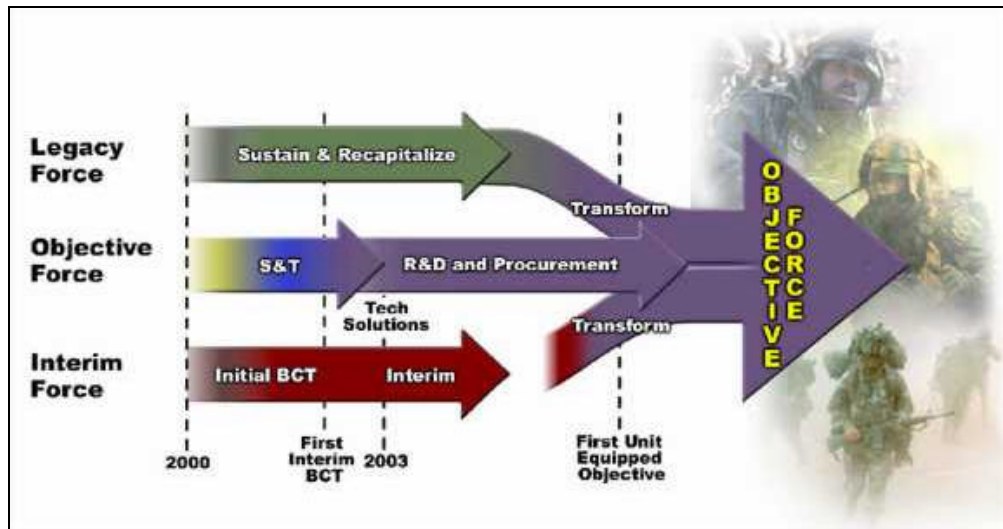 Legacy
Force
Sustain & Recapitalize
Transform
Objective
Force
S&T
R&D and Procurement
Tech
Solutions
Transform
Interim
Force
Initial BCT
Interim
OBJECTIVE
FORCE
2000
First
Interim
BCT
2003
First Unit
Equipped
Objective